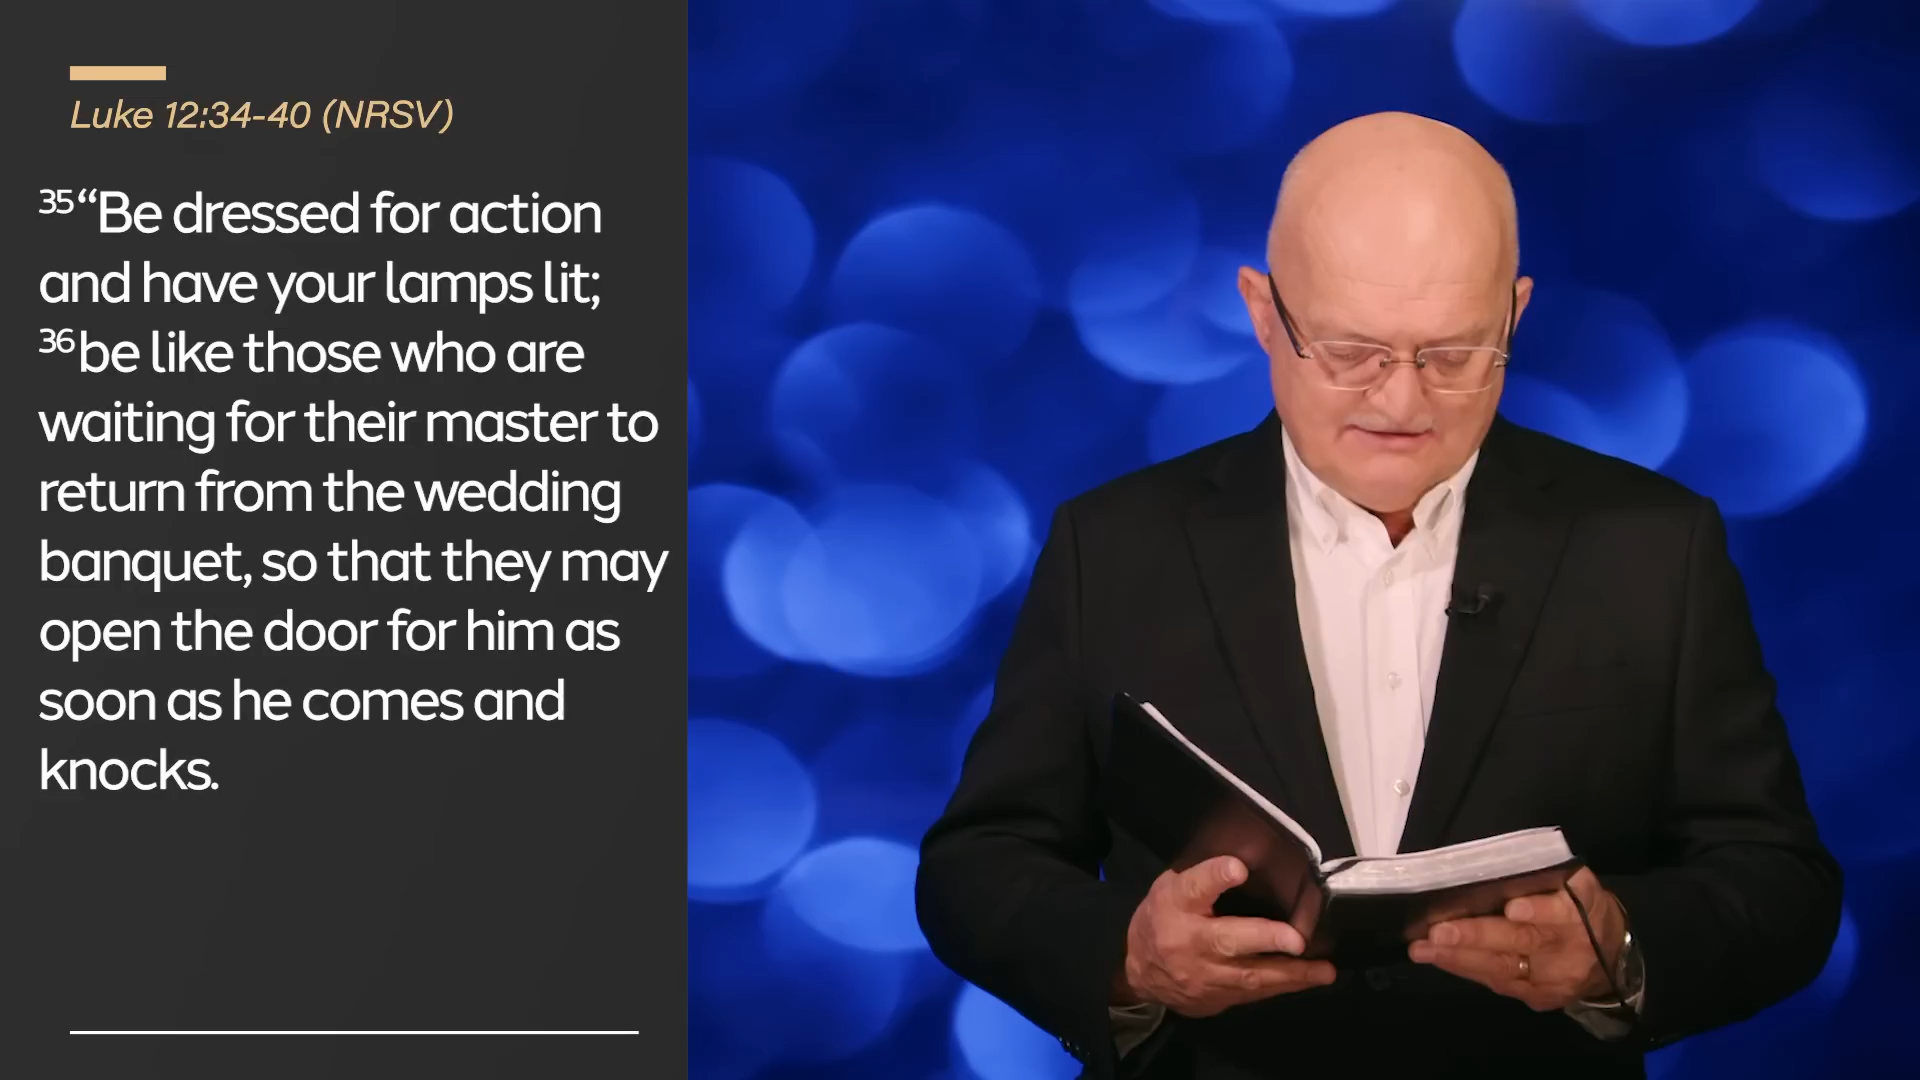 Luke 12:34-40 (NRSV)
35“Be dressed for action
and have your lamps lit;
36be like those who are
waiting for their master to
return from the wedding
banquet, so that they may
open the door for him as
soon as he comes and
knocks.